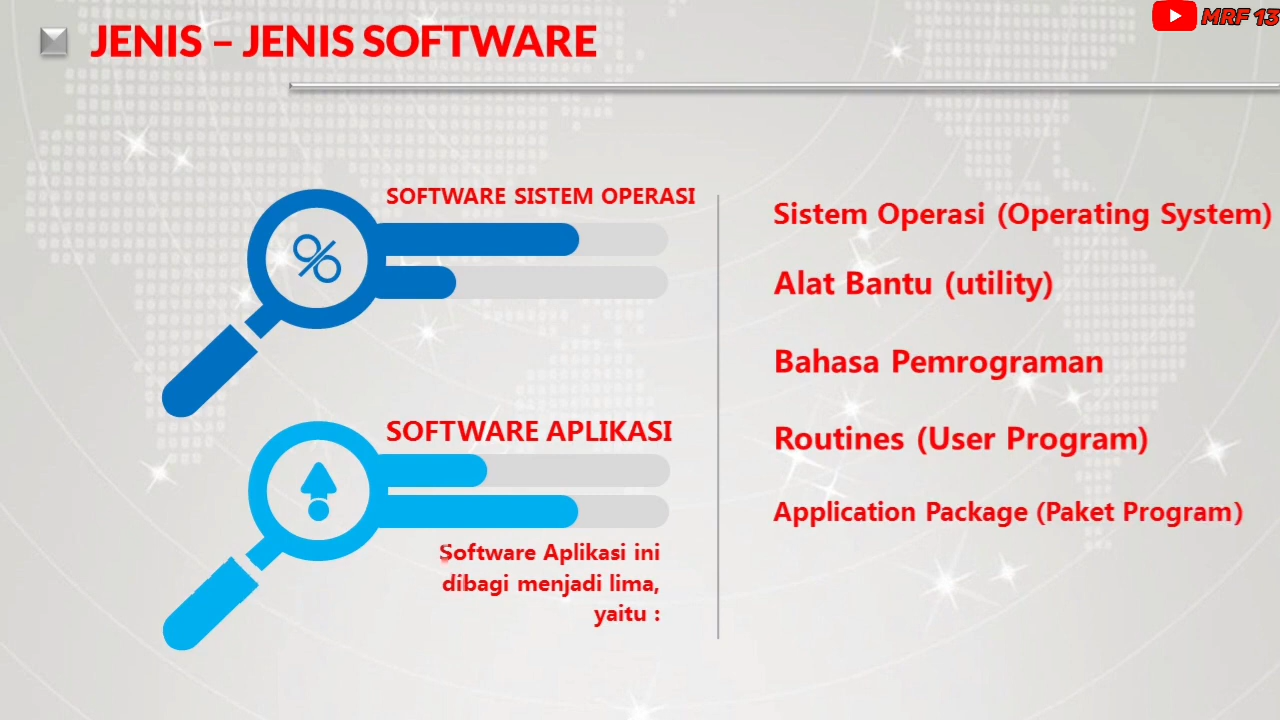 JENIS – JENIS SOFTWARE
MRF 13
SOFTWARE SISTEM OPERASI
%
SOFTWARE APLIKASI
Software Aplikasi ini
dibagi menjadi lima,
yaitu :
Sistem Operasi (Operating System)
Alat Bantu (utility)
Bahasa Pemrograman
Routines (User Program)
Application Package (Paket Program)